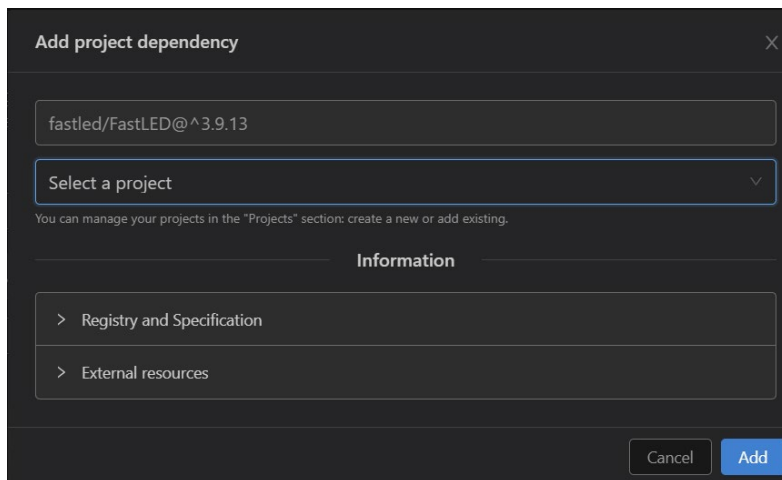 Add project dependency
fastled/FastLED@^3.9.13
Select a project
You can manage your projects in the "Projects" section: create a new or add existing.
Information
Registry and Specification
External resources
Cancel
Add